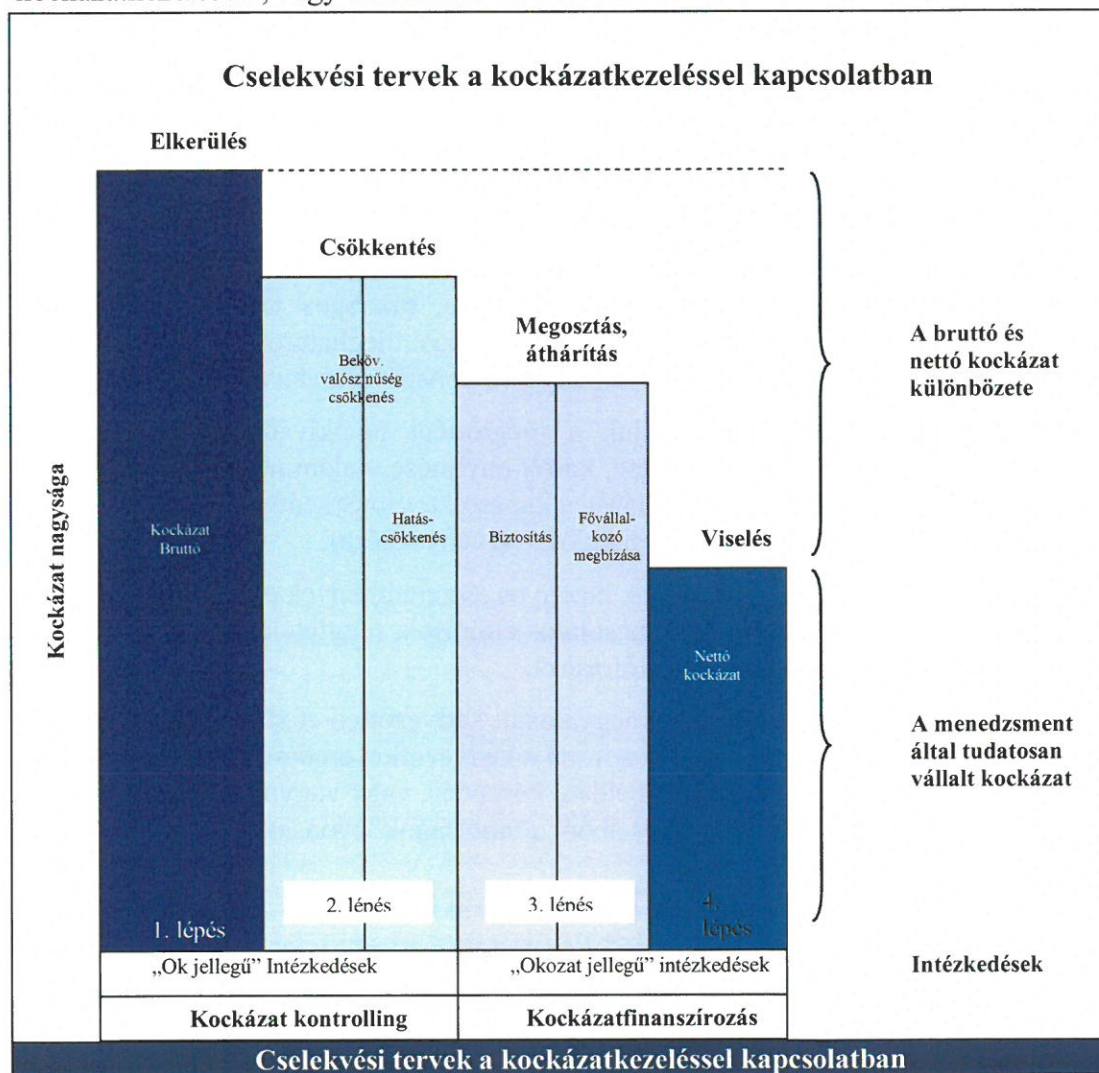 Cselekvési tervek a kockázatkezeléssel kapcsolatban
Elkerülés
Csökkentés
Megosztás,
áthárítás
Viselés
Kockázat nagysága
Kockázat
Bruttó
Beköv.
valószínűség
csökkenés
Hatás-
csökkenés
Biztosítás
Fővállal-
kozó
megbízása
Nettó
kockázat
A bruttó és
nettó kockázat
különbözete
A menedzsment
által tudatosan
vállalt kockázat
1. lépés
2. lépés
3. lépés
4.
lépés
„Ok jellegű” Intézkedések
„Okozat jellegű” intézkedések
Intézkedések
Kockázat kontrolling
Kockázatfinanszírozás
Cselekvési tervek a kockázatkezeléssel kapcsolatban